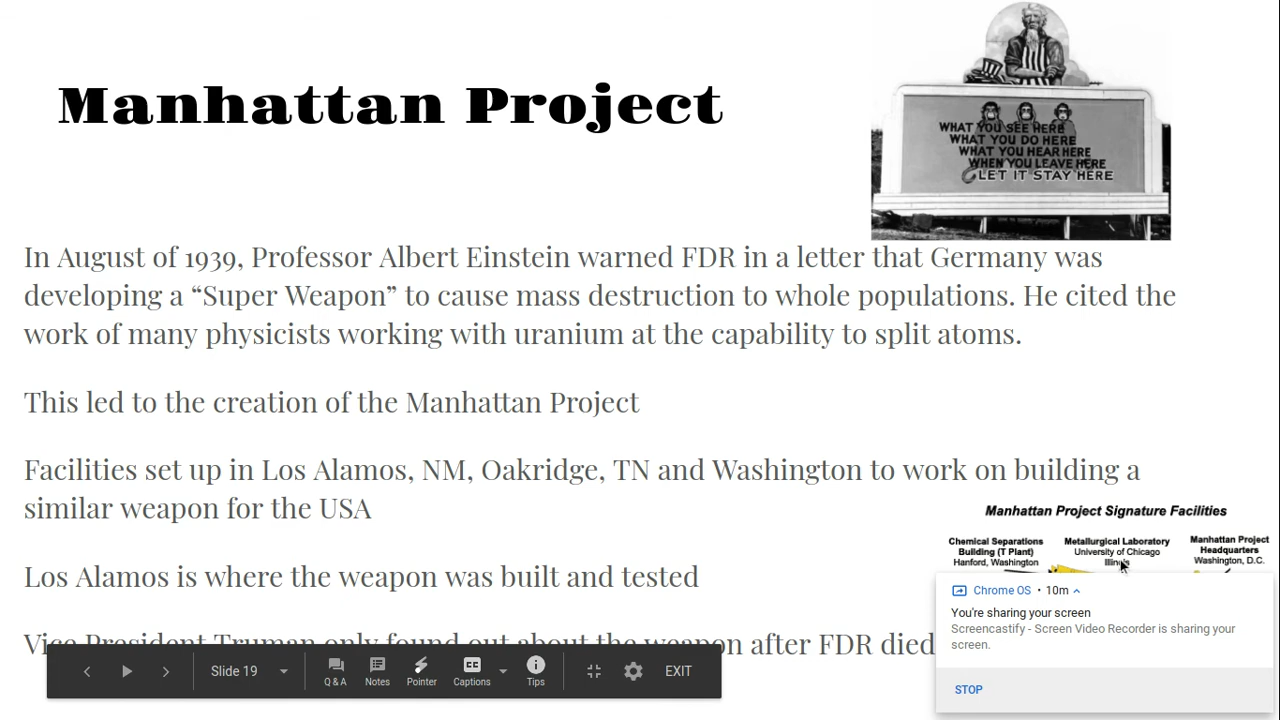 Manhattan Project
WHAT YOU SEE HERE
WHAT YOU DO HERE
WHAT YOU HEAR HERE
WHEN YOU LEAVE HERE
LET IT STAY HERE
In August of 1939, Professor Albert Einstein warned FDR in a letter that Germany was
developing a “Super Weapon” to cause mass destruction to whole populations. He cited the
work of many physicists working with uranium at the capability to split atoms.
This led to the creation of the Manhattan Project
Facilities set up in Los Alamos, NM, Oakridge, TN and Washington to work on building a
similar weapon for the USA
Los Alamos is where the weapon was built and tested
Vice President Truman only found out about the weapon after FDR died
Manhattan Project Signature Facilities
Chemical Separations
Building (T Plant)
Hanford, Washington
Metallurgical Laboratory
University of Chicago
Illinois
Manhattan Project
Headquarters
Washington, D.C.
Chrome OS • 10m
You're sharing your screen
Screencastify - Screen Video Recorder is sharing your
screen.
STOP
Slide 19
Q & A
Notes
Pointer
Captions
Tips
EXIT